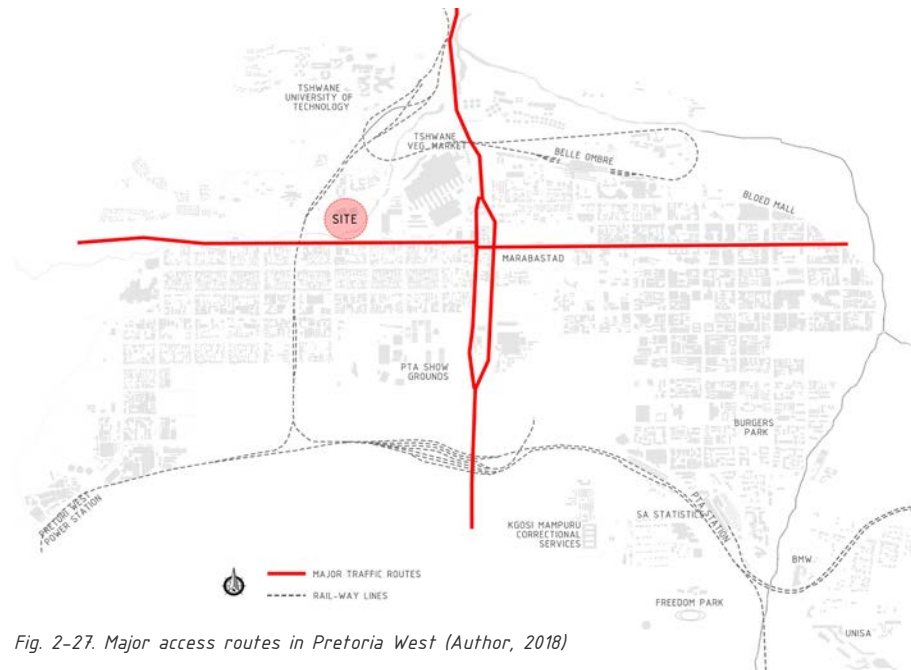 TSHWANE
UNIVERSITY OF
TECHNOLOGY
TSHWANE
VEG MARKET
BELLE OMBRE
BLOED MALL
SITE
MARABASTAD
PTA SHOW
GROUNDS
BURGERS
PARK
PRETORI WEST
POWER STATION
SA STATISTICS
PTA STATION
KGOSI MAMPURU
CORRECTIONAL
SERVICES
BMW
MAJOR TRAFFIC ROUTES
RAIL-WAY LINES
FREEDOM PARK
UNISA
Fig. 2-27. Major access routes in Pretoria West (Author, 2018)